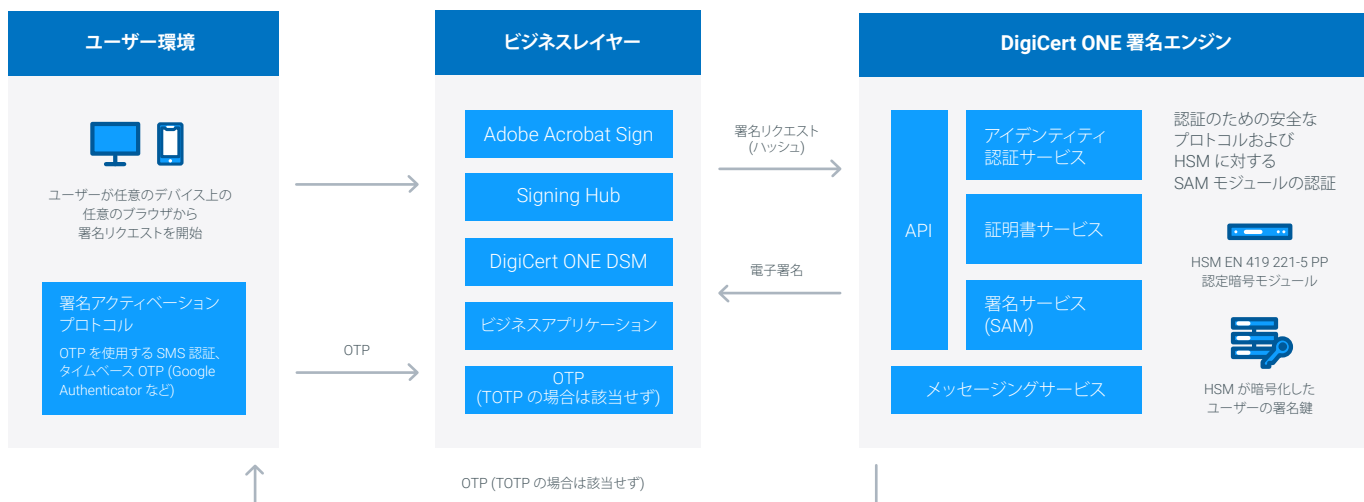 ユーザー環境
ユーザーが任意のデバイス上の
任意のブラウザから
署名リクエストを開始
署名アクティベーション
プロトコル
OTP を使用する SMS 認証、
タイムベース OTP (Google
Authenticator など)
OTP
ビジネスレイヤー
Adobe Acrobat Sign
Signing Hub
DigiCert ONE DSM
ビジネスアプリケーション
OTP
(TOTP の場合は該当せず)
署名リクエスト
(ハッシュ)
電子署名
DigiCert ONE 署名エンジン
API
アイデンティティ
認証サービス
証明書サービス
署名サービス
(SAM)
メッセージングサービス
認証のための安全な
プロトコルおよび
HSM に対する
SAM モジュールの認証
HSM EN 419 221-5 PP
認定暗号モジュール
HSM が暗号化した
ユーザーの署名鍵
OTP (TOTP の場合は該当せず)